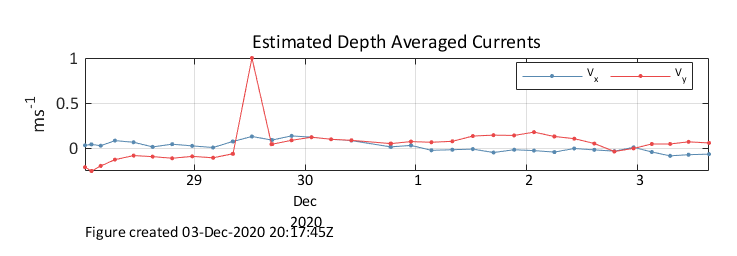 Estimated Depth Averaged Currents
Vx Vy
ms-1
1
0.5
0
29 30 1 2 3
Dec
2020
Figure created 03-Dec-2020 20:17:45Z